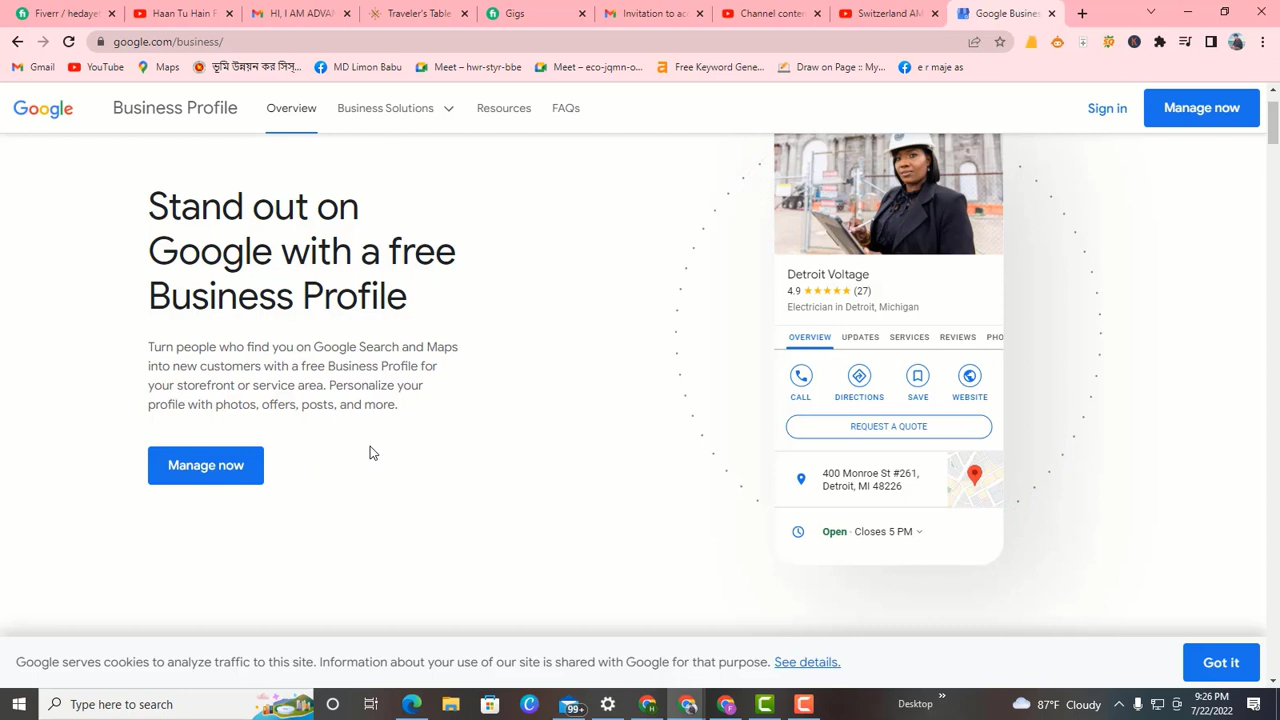 Fiverr / hedayet
Haan Tu Hain F
HI, I AM ADVA
Traveler's Table
Gigs
Invitation to acc
Channel content
Switzerland AM
Google Busines
google.com/business/
Gmail
YouTube
Maps
ভূমি উন্নয়ন কর সিস্...
MD Limon Babu
Meet – hwr-styr-bbe
Meet – eco-jqmn-o...
Free Keyword Gene...
Draw on Page :: My...
e r maje as
Google Business Profile
Overview
Business Solutions
Resources
FAQs
Sign in
Manage now
Stand out on
Google with a free
Business Profile
Turn people who find you on Google Search and Maps
into new customers with a free Business Profile for
your storefront or service area. Personalize your
profile with photos, offers, posts, and more.
Manage now
Detroit Voltage
4.9 ★★★★★ (27)
Electrician in Detroit, Michigan
OVERVIEW UPDATES SERVICES REVIEWS PHO
CALL DIRECTIONS SAVE WEBSITE
REQUEST A QUOTE
400 Monroe St #261,
Detroit, MI 48226
Open · Closes 5 PM
Google serves cookies to analyze traffic to this site. Information about your use of our site is shared with Google for that purpose. See details.
Got it
Type here to search
99+
Desktop
87°F Cloudy
9:26 PM
7/22/2022